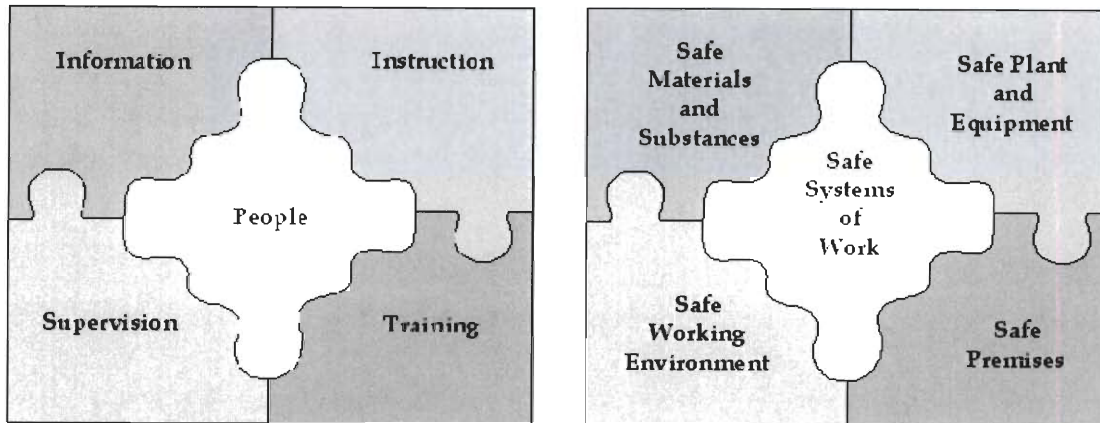 Information
Instruction
People
Supervision
Training
Safe
Materials
and
Substances
Safe Plant
and
Equipment
Safe
Systems
of
Work
Safe
Working
Environment
Safe
Premises